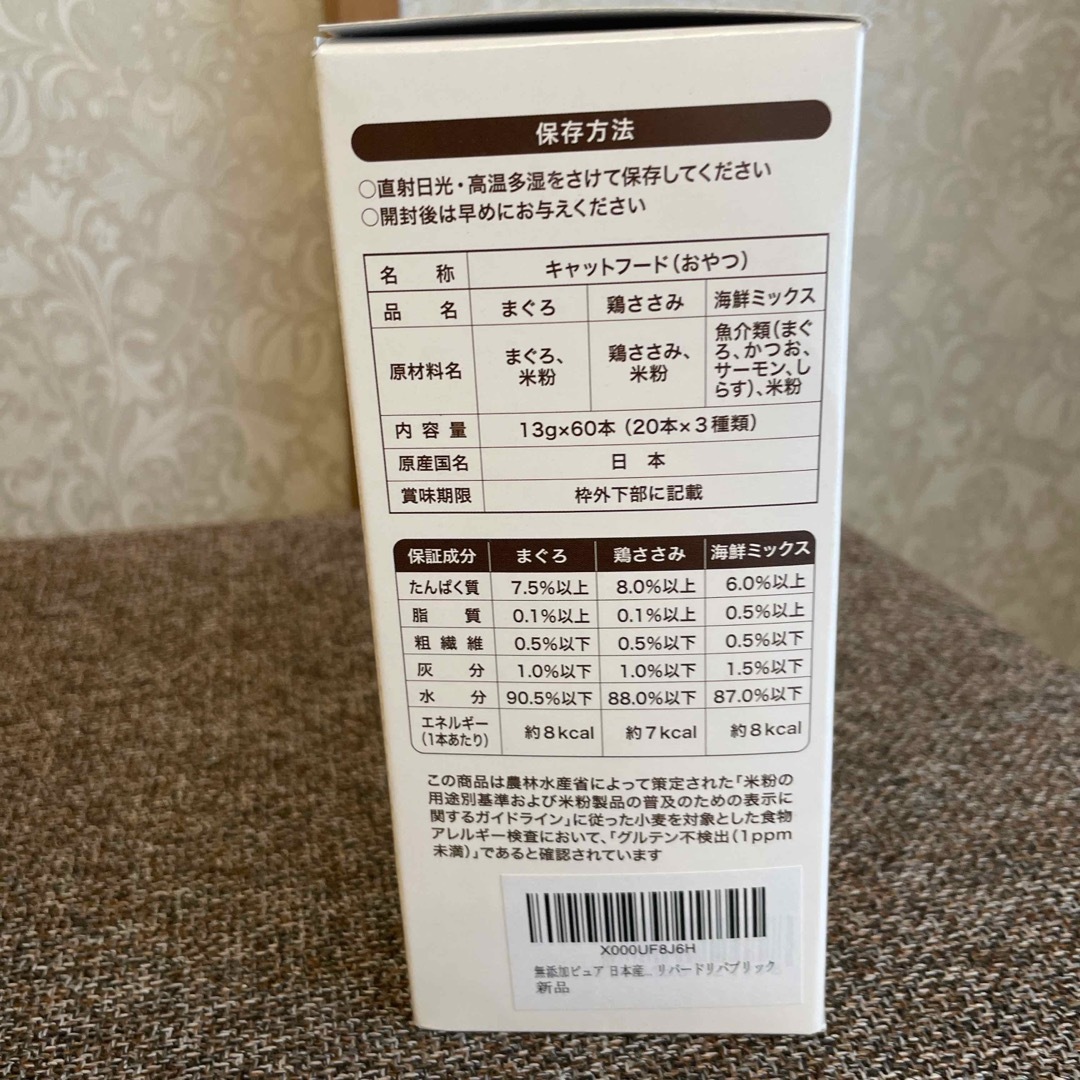 保存方法
○直射日光・高温多湿をさけて保存してください
○開封後は早めにお与えください
名称 キャットフード(おやつ)
品名 まぐろ 鶏ささみ 海鮮ミックス
原材料名 まぐろ、米粉 鶏ささみ、米粉 魚介類(まぐろ、かつお、サーモン、しらす)、米粉
内容量 13g×60本(20本×3種類)
原産国名 日本
賞味期限 枠外下部に記載
保証成分 まぐろ 鶏ささみ 海鮮ミックス
たんぱく質 7.5%以上 8.0%以上 6.0%以上
脂質 0.1%以上 0.1%以上 0.5%以上
粗繊維 0.5%以下 0.5%以下 0.5%以下
灰分 1.0%以下 1.0%以下 1.5%以下
水分 90.5%以下 88.0%以下 87.0%以下
エネルギー(1本あたり) 約8kcal 約7kcal 約8kcal
この商品は農林水産省によって策定された「米粉の
用途別基準および米粉製品の普及のための表示に
関するガイドライン」に従った小麦を対象とした食物
アレルギー検査において、「グルテン不検出(1ppm
未満)」であると確認されています
X000UF8J6H
無添加ピュア 日本産... リバードリパブリック
新品